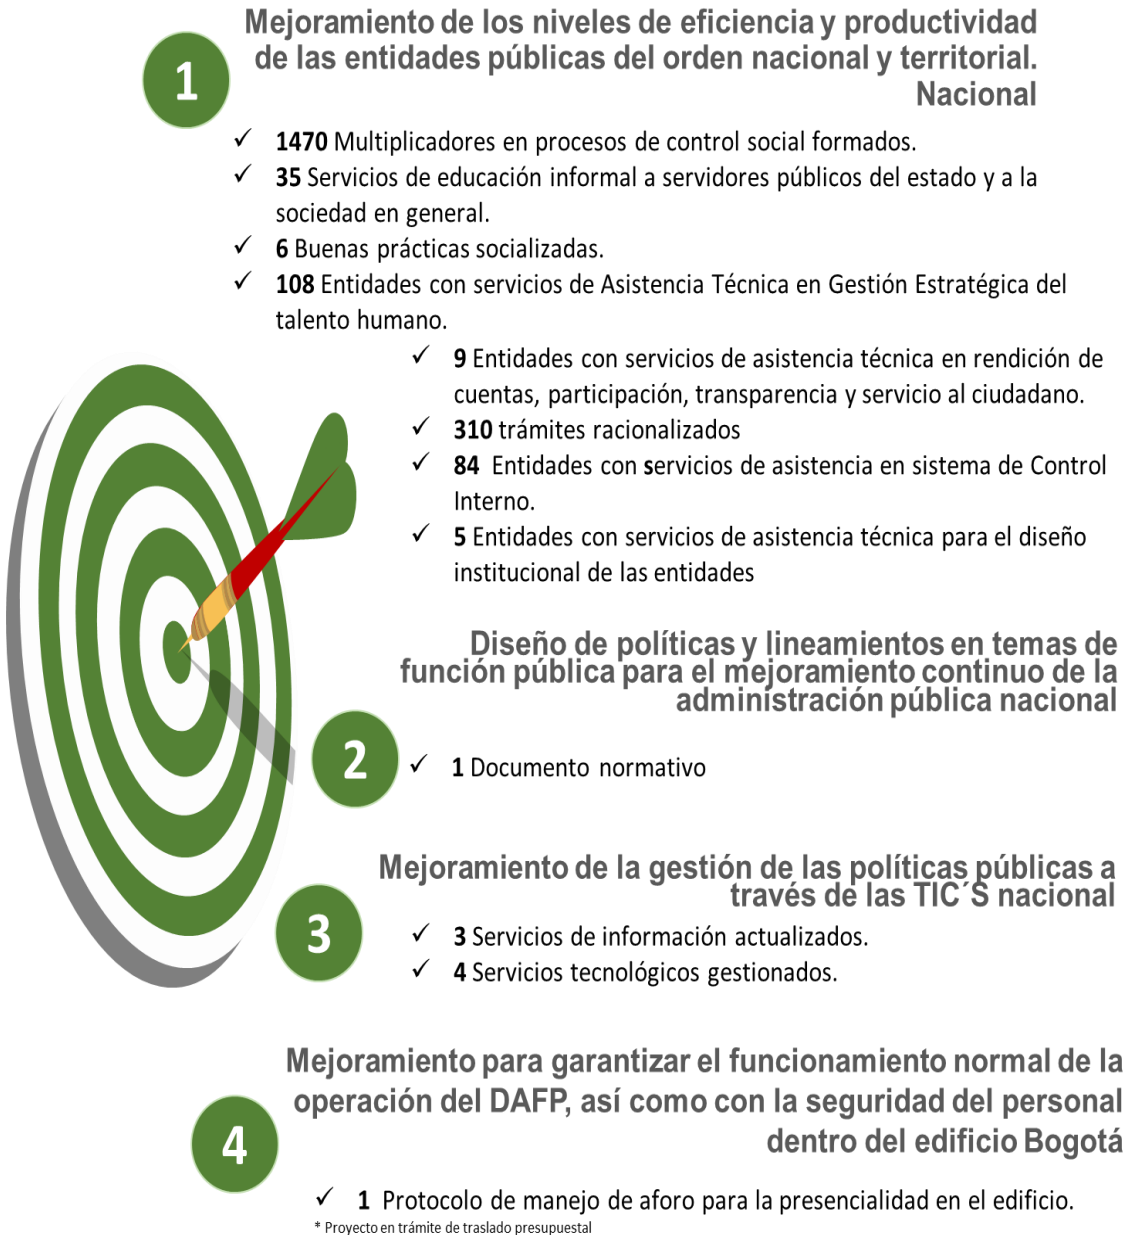 Mejoramiento de los niveles de eficiencia y productividad
de las entidades públicas del orden nacional y territorial.
Nacional
1
✓ 1470 Multiplicadores en procesos de control social formados.
✓ 35 Servicios de educación informal a servidores públicos del estado y a la
sociedad en general.
✓ 6 Buenas prácticas socializadas.
✓ 108 Entidades con servicios de Asistencia Técnica en Gestión Estratégica del
talento humano.
✓ 9 Entidades con servicios de asistencia técnica en rendición de
cuentas, participación, transparencia y servicio al ciudadano.
✓ 310 trámites racionalizados
✓ 84 Entidades con servicios de asistencia en sistema de Control
Interno.
✓ 5 Entidades con servicios de asistencia técnica para el diseño
institucional de las entidades
Diseño de políticas y lineamientos en temas de
función pública para el mejoramiento continuo de la
administración pública nacional
2
✓ 1 Documento normativo
Mejoramiento de la gestión de las políticas públicas a
través de las TIC´S nacional
3
✓ 3 Servicios de información actualizados.
✓ 4 Servicios tecnológicos gestionados.
Mejoramiento para garantizar el funcionamiento normal de la
operación del DAFP, así como con la seguridad del personal
dentro del edificio Bogotá
4
✓ 1 Protocolo de manejo de aforo para la presencialidad en el edificio.
* Proyecto en trámite de traslado presupuestal